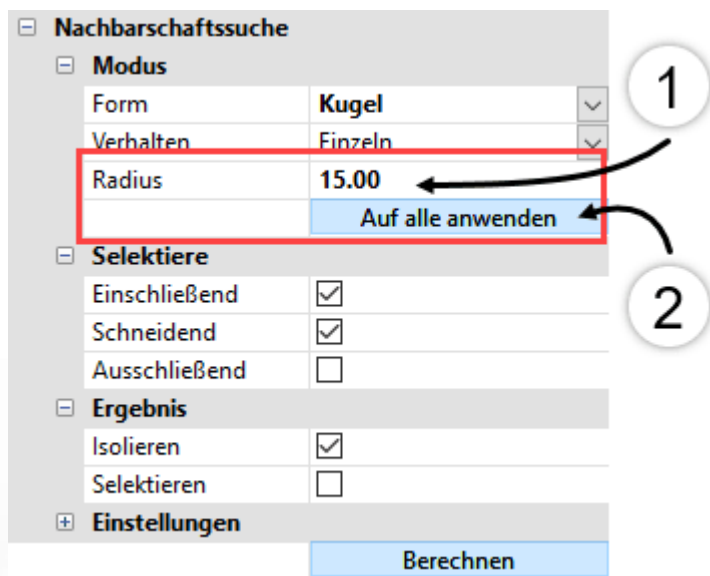 Nachbarschaftssuche
Modus
Form Kugel
1
Verhalten Einzeln
Radius 15.00
Auf alle anwenden
Selektiere
Einschließend
2
Schneidend
Ausschließend
Ergebnis
Isolieren
Selektieren
Einstellungen
Berechnen